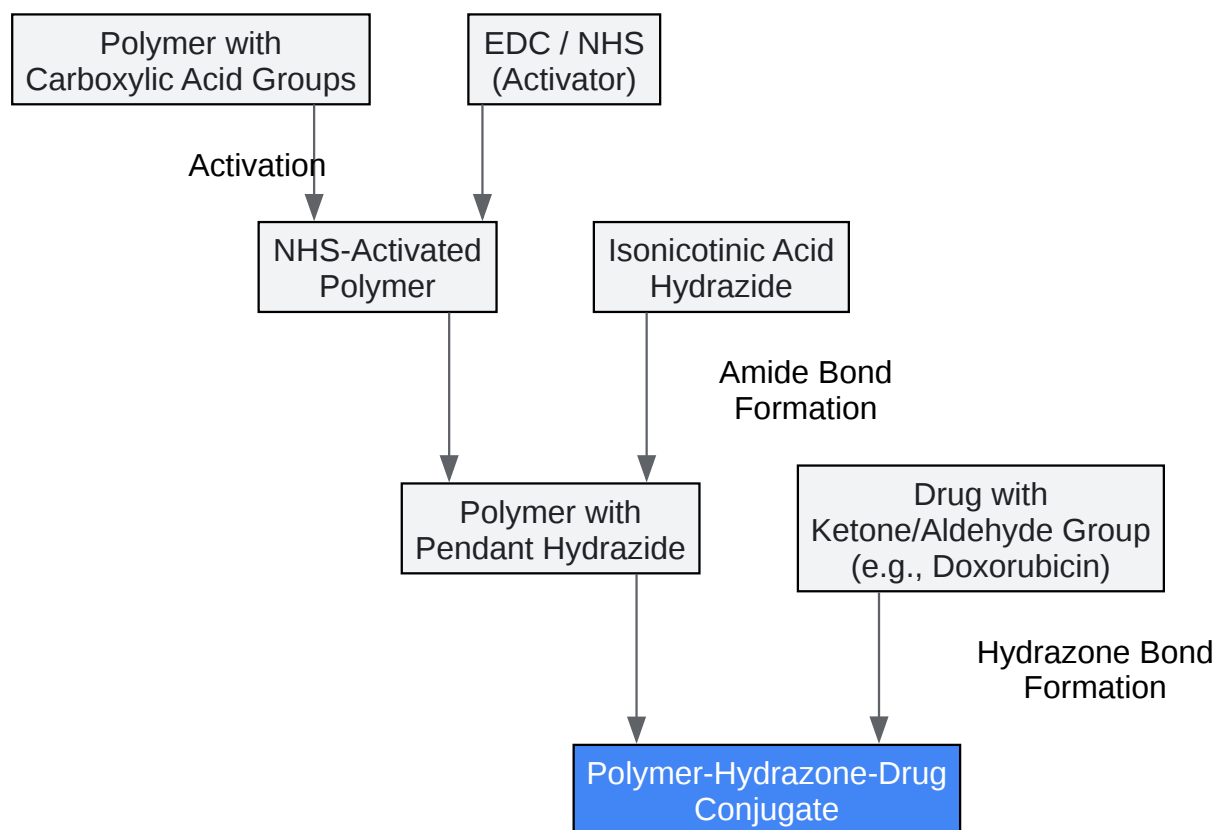 Polymer with
Carboxylic Acid Groups
EDC / NHS
(Activator)
Activation
NHS-Activated
Polymer
Isonicotinic Acid
Hydrazide
Amide Bond
Formation
Polymer with
Pendant Hydrazide
Drug with
Ketone/Aldehyde Group
(e.g., Doxorubicin)
Hydrazone Bond
Formation
Polymer-Hydrazone-Drug
Conjugate